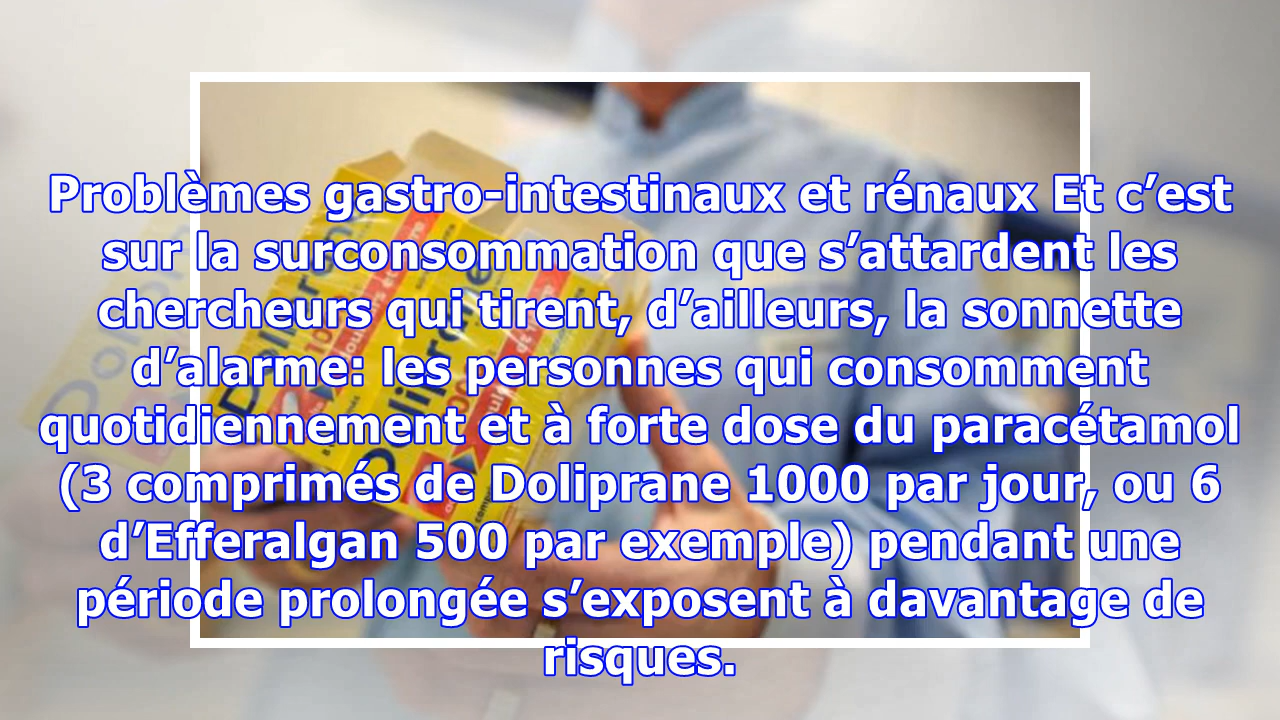 Problèmes gastro-intestinaux et rénaux Et c’est
sur la surconsommation que s’attardent les
chercheurs qui tirent, d’ailleurs, la sonnette
d’alarme: les personnes qui consomment
quotidiennement et à forte dose du paracétamol
(3 comprimés de Doliprane 1000 par jour, ou 6
d’Efferalgan 500 par exemple) pendant une
période prolongée s’exposent à davantage de
risques.
Doliprane
Doliprane